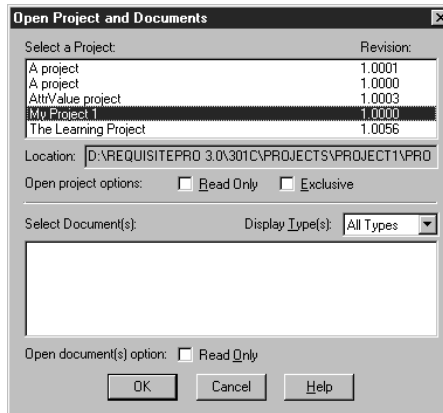 Open Project and Documents
Select a Project: Revision:
A project 1.0001
A project 1.0000
AttrValue project 1.0003
My Project 1 1.0000
The Learning Project 1.0056
Location: D:\REQUISITEPRO 3.0\301C\PROJECTS\PROJECT1\PRO
Open project options: Read Only Exclusive
Select Document(s): Display Type(s): All Types
Open document(s) option: Read Only
OK Cancel Help